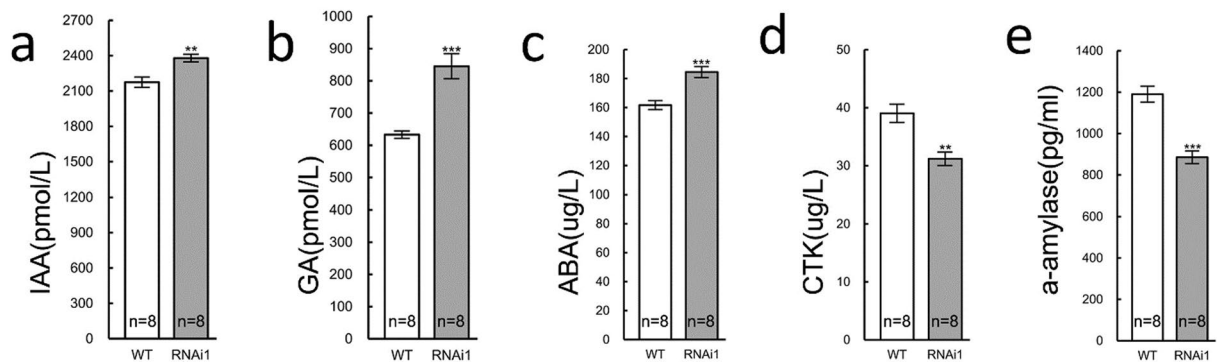 a
IAA(pmol/L)
2700
2400
2100
1800
1500
1200
900
600
300
0
**
n=8
n=8
WT
RNAi1
b
GA(pmol/L)
1000
900
800
700
600
500
400
300
200
100
0
***
n=8
n=8
WT
RNAi1
c
ABA(ug/L)
200
180
160
140
120
100
80
60
40
20
0
***
n=8
n=8
WT
RNAi1
d
CTK(ug/L)
50
40
30
20
10
0
**
n=8
n=8
WT
RNAi1
e
a-amylase(pg/ml)
1400
1200
1000
800
600
400
200
0
***
n=8
n=8
WT
RNAi1